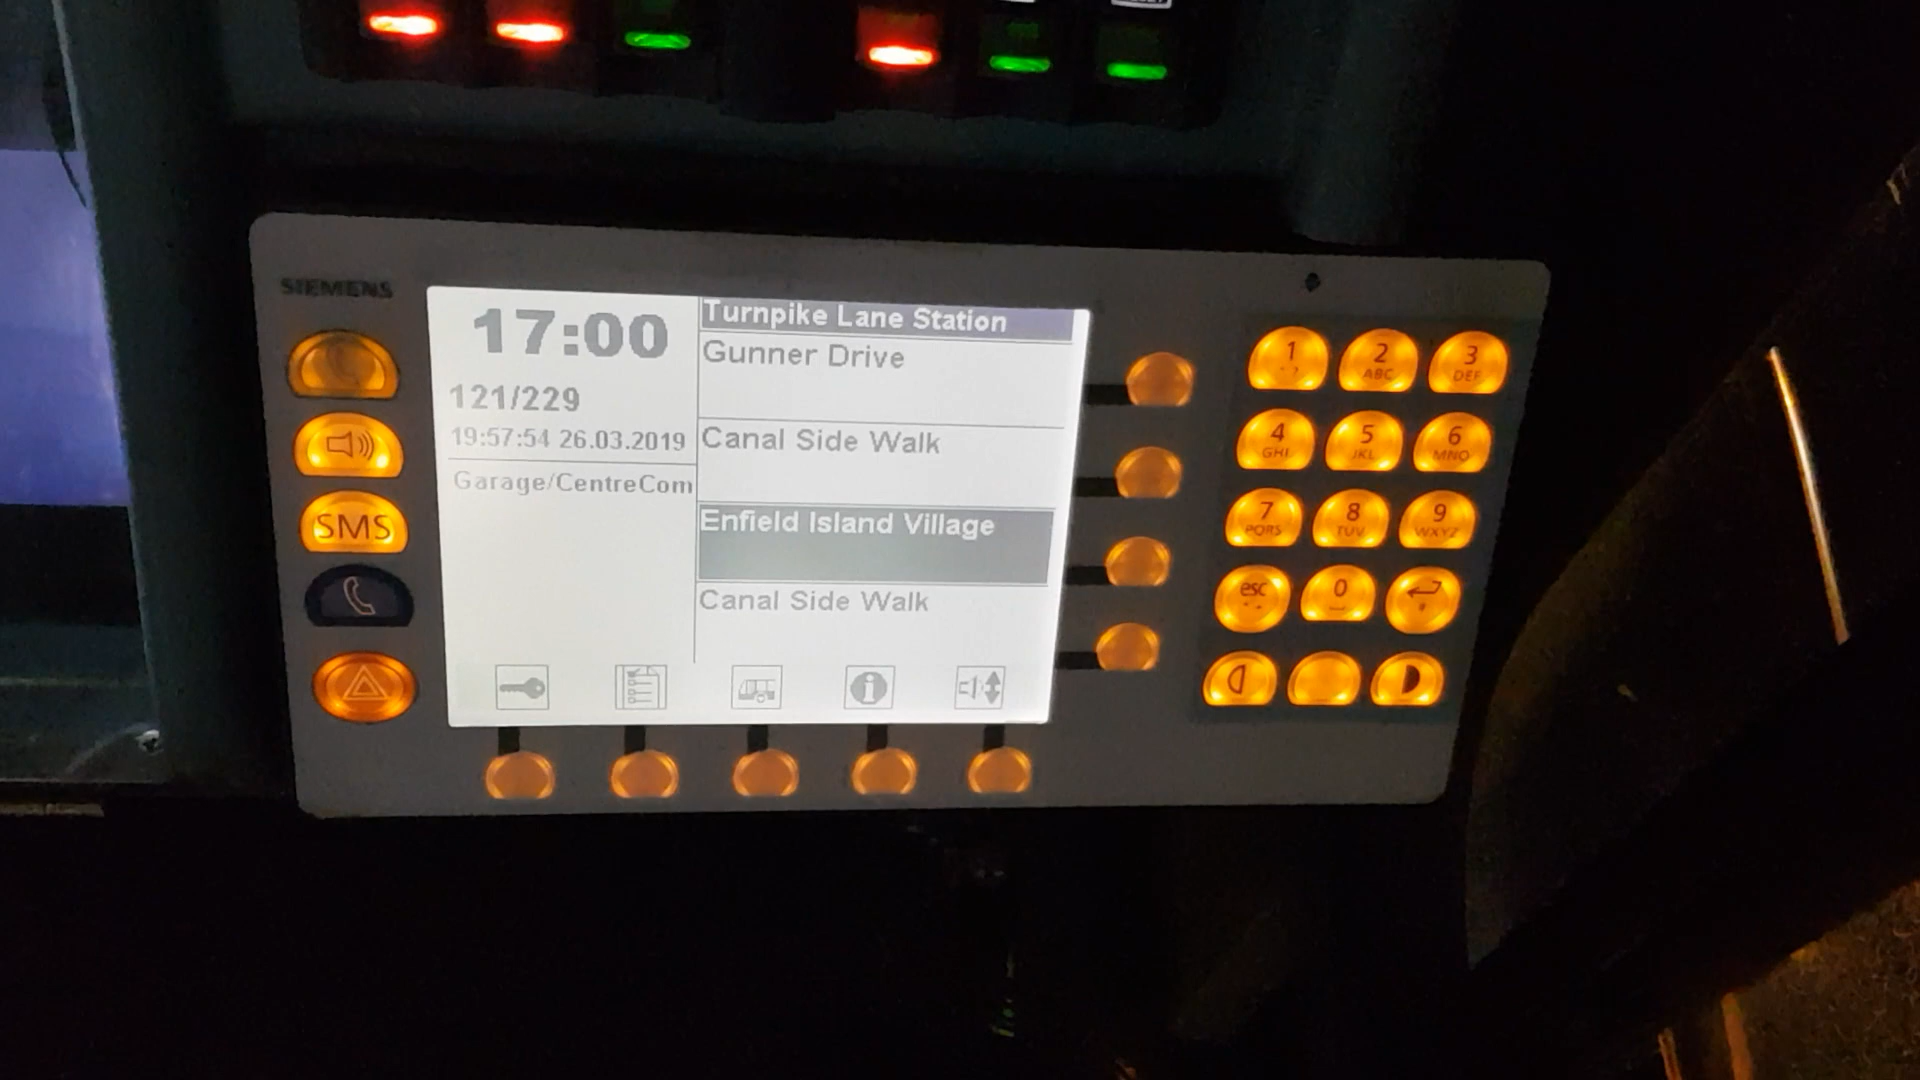 SIEMENS
17:00
121/229
19:57:54 26.03.2019
Garage/CentreCom
Turnpike Lane Station
Gunner Drive
Canal Side Walk
Enfield Island Village
Canal Side Walk
SMS
1
2
ABC
3
DEF
4
GHI
5
JKL
6
MNO
7
PQRS
8
TUV
9
WXYZ
esc
0